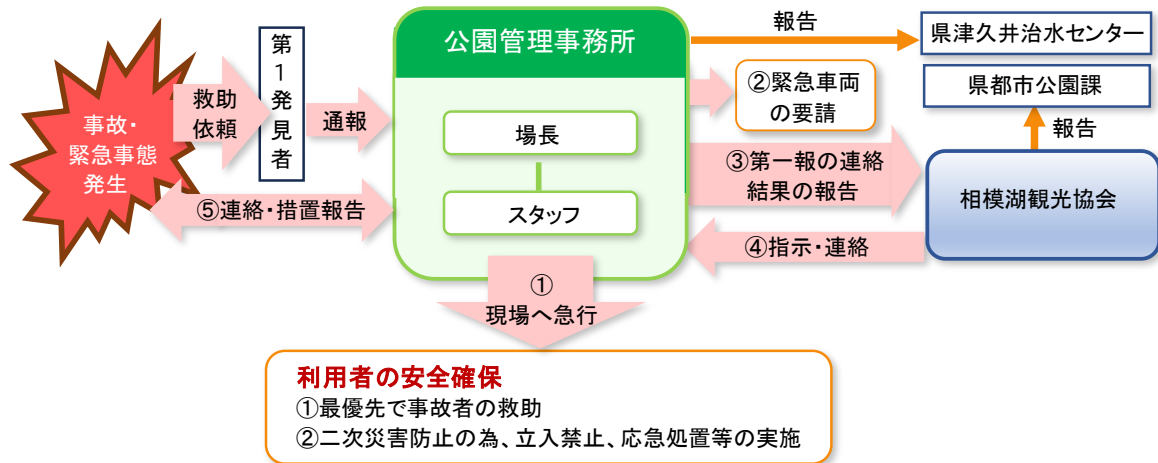 事故・
緊急事態
発生
救助
依頼
第1発見者
通報
公園管理事務所
場長
スタッフ
報告
県津久井治水センター
②緊急車両
の要請
県都市公園課
報告
③第一報の連絡
結果の報告
相模湖観光協会
④指示・連絡
⑤連絡・措置報告
①
現場へ急行
利用者の安全確保
①最優先で事故者の救助
②二次災害防止の為、立入禁止、応急処置等の実施